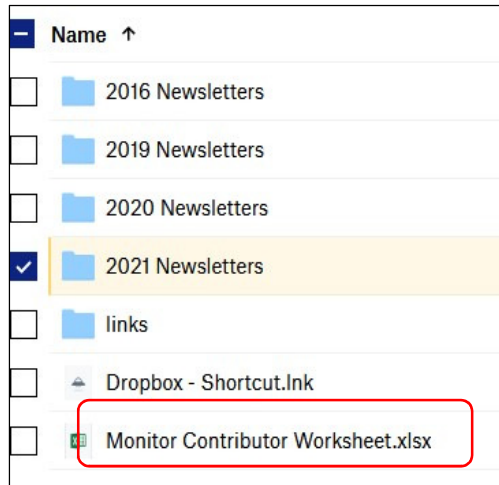 Name ↑
2016 Newsletters
2019 Newsletters
2020 Newsletters
2021 Newsletters
links
Dropbox - Shortcut.lnk
Monitor Contributor Worksheet.xlsx